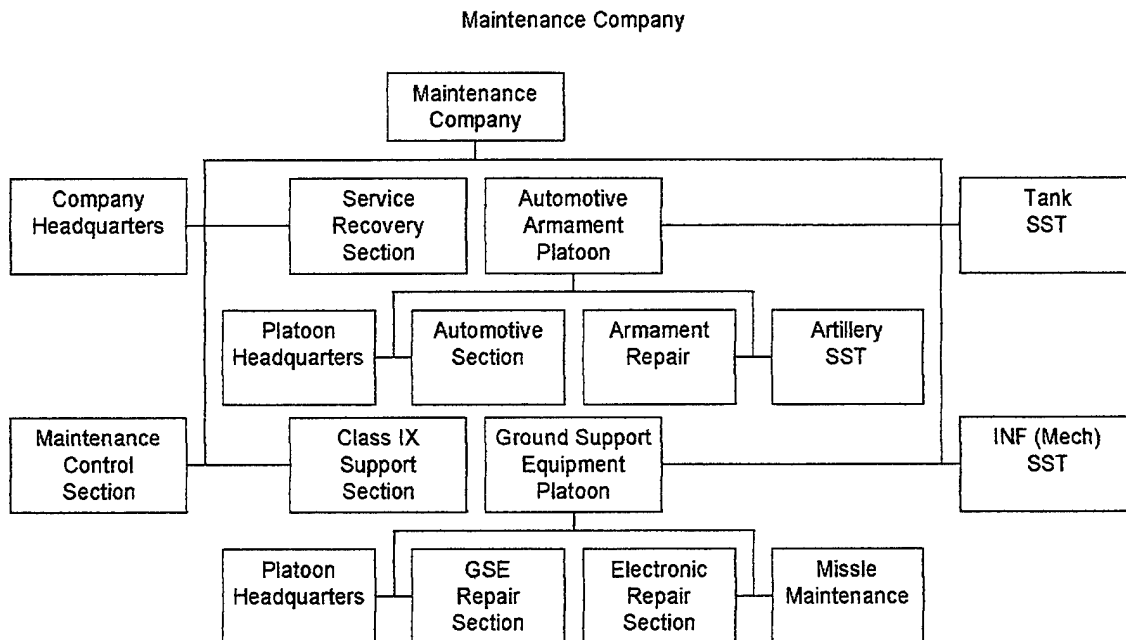 Maintenance Company
Maintenance
Company
Company
Headquarters
Service
Recovery
Section
Automotive
Armament
Platoon
Tank
SST
Platoon
Headquarters
Automotive
Section
Armament
Repair
Artillery
SST
Maintenance
Control
Section
Class IX
Support
Section
Ground Support
Equipment
Platoon
INF (Mech)
SST
Platoon
Headquarters
GSE
Repair
Section
Electronic
Repair
Section
Missle
Maintenance